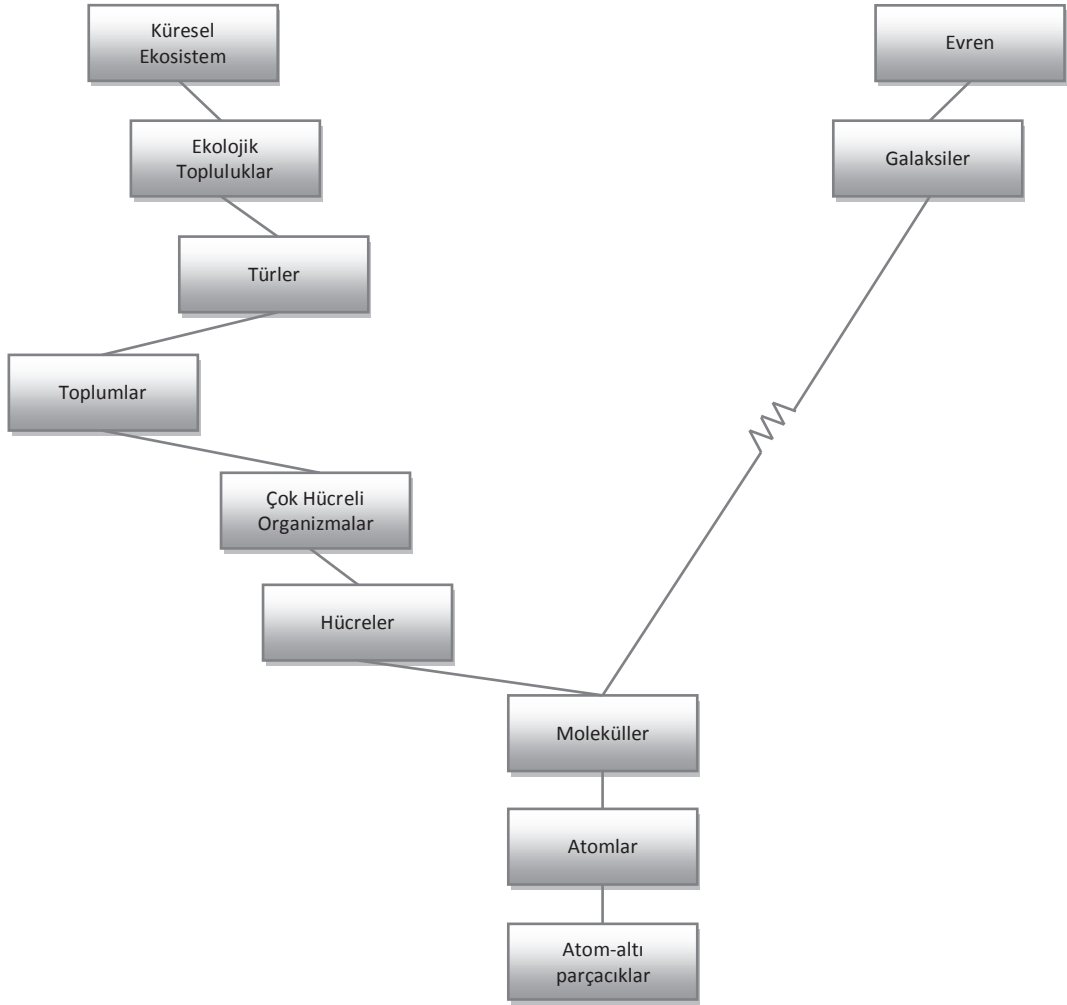 Küresel
Ekosistem
Evren
Ekolojik
Topluluklar
Galaksiler
Türler
Toplumlar
Çok Hücreli
Organizmalar
Hücreler
Moleküller
Atomlar
Atom-altı
parçacıklar